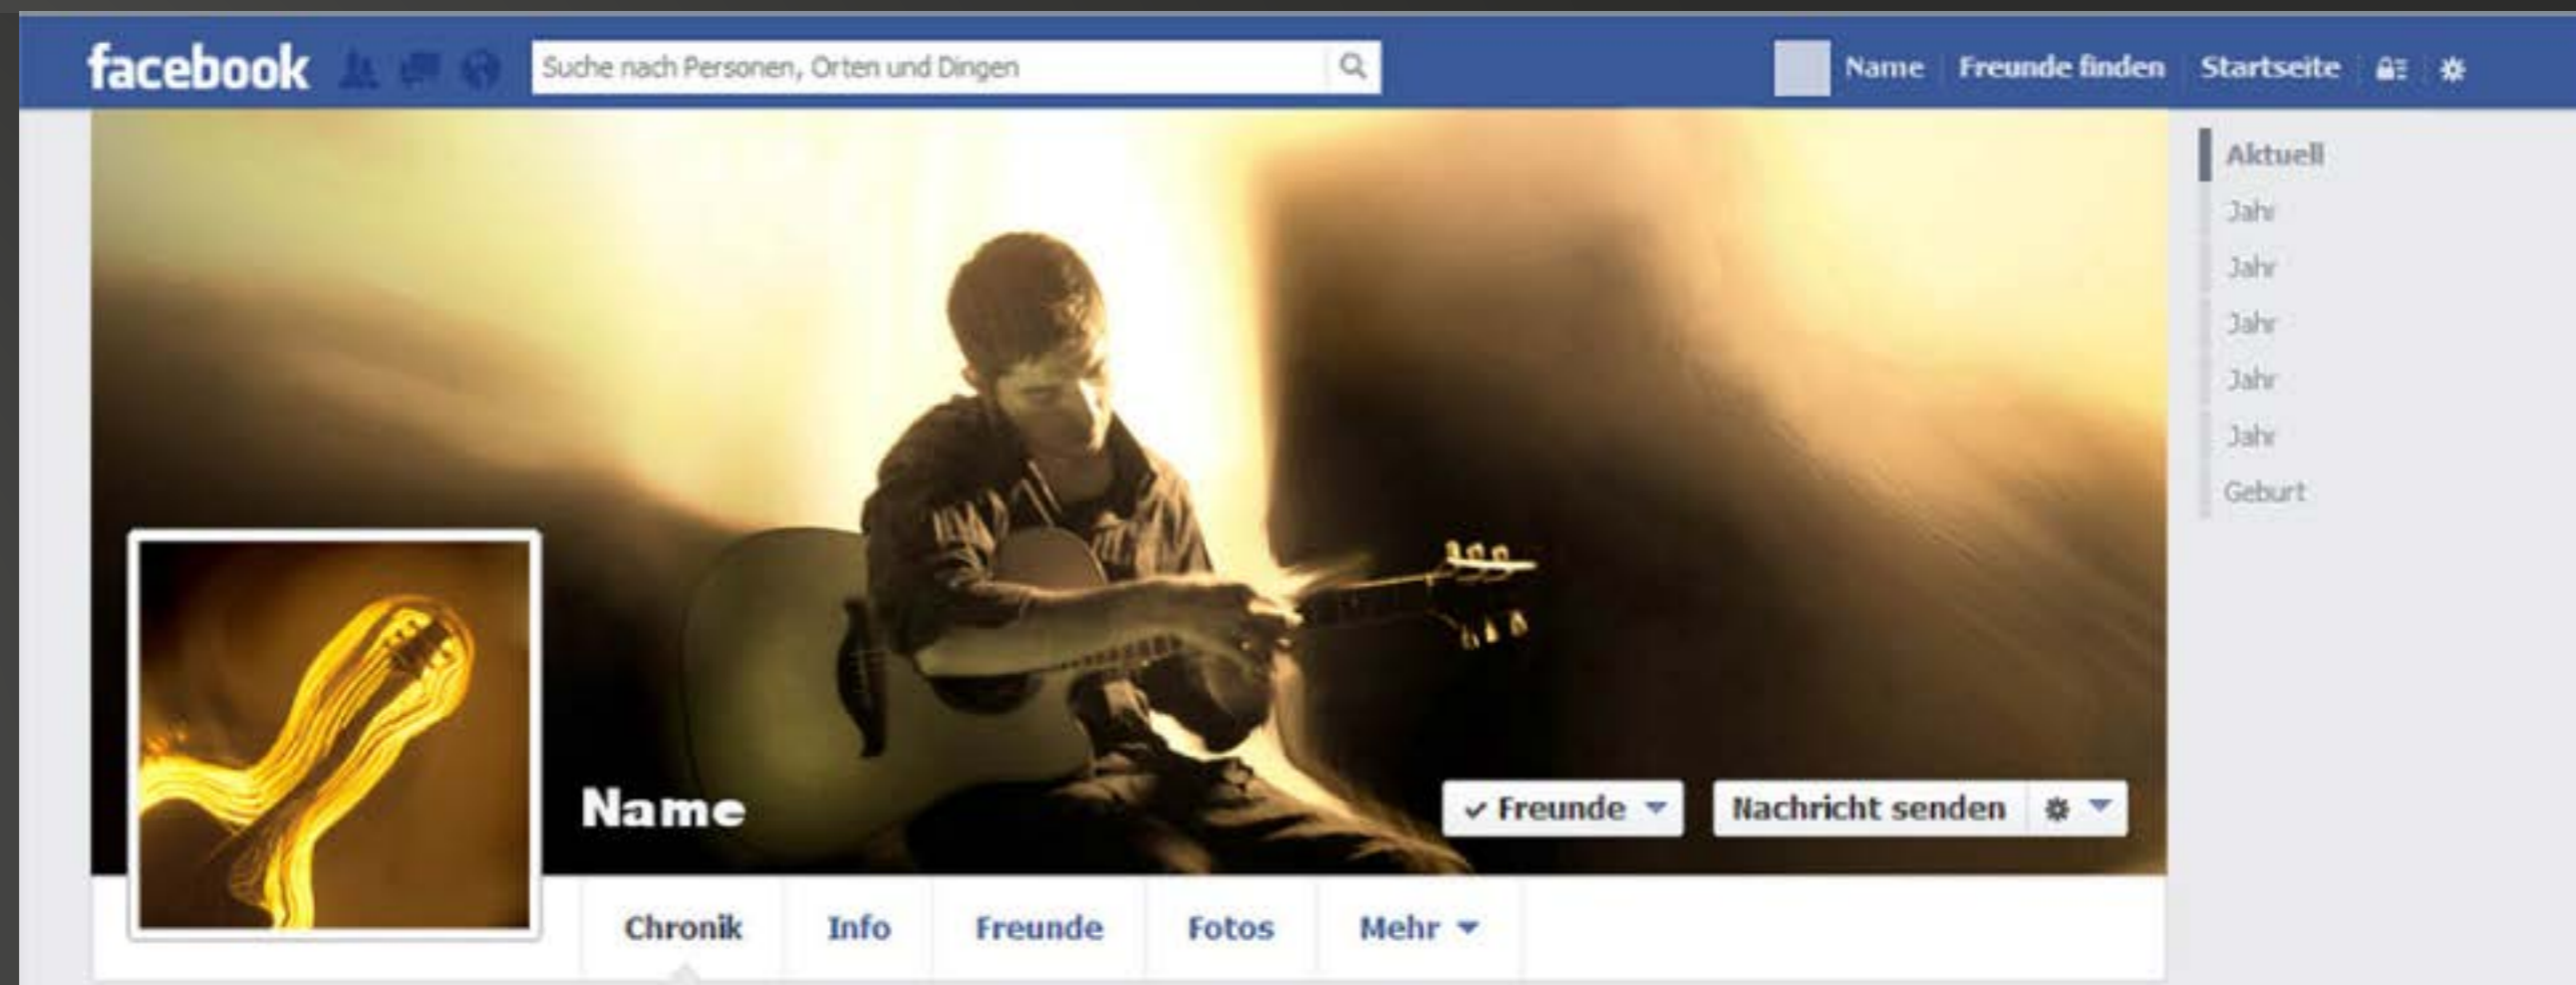 facebook Suche nach Personen, Orten und Dingen Name Freunde finden Startseite
Aktuell
Jahr
Jahr
Jahr
Jahr
Jahr
Geburt
Name Freunde Nachricht senden
Chronik Info Freunde Fotos Mehr